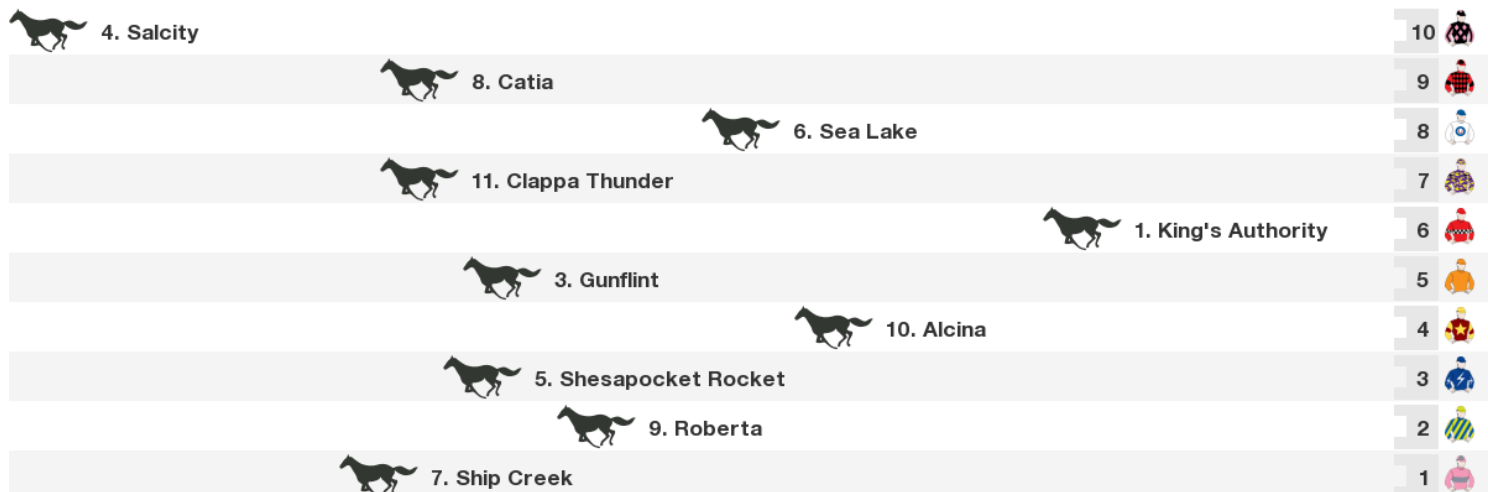 4. Salcity 10
8. Catia 9
6. Sea Lake 8
11. Clappa Thunder 7
1. King's Authority 6
3. Gunflint 5
10. Alcina 4
5. Shesapocket Rocket 3
9. Roberta 2
7. Ship Creek 1